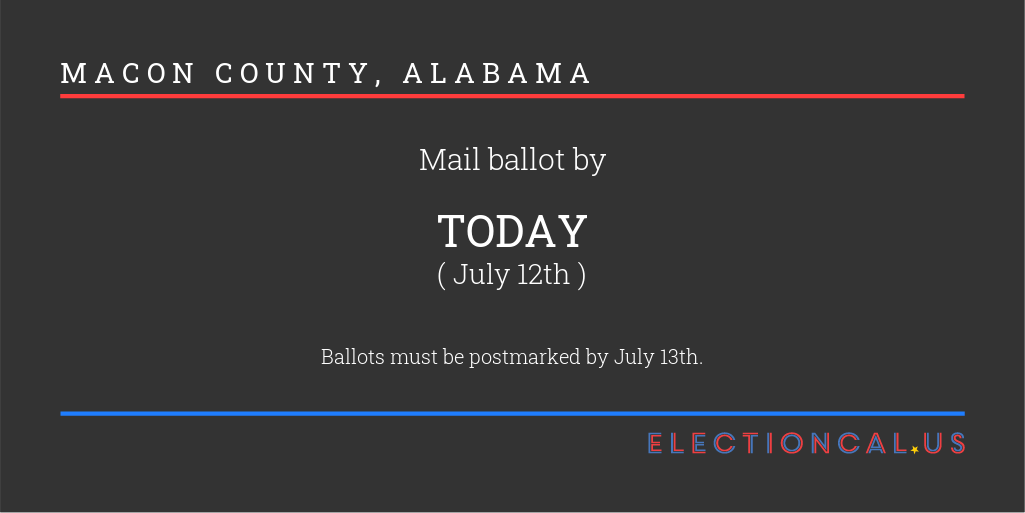 MACON COUNTY, ALABAMA
Mail ballot by
TODAY
( July 12th )
Ballots must be postmarked by July 13th.
ELECTIONCAL.US